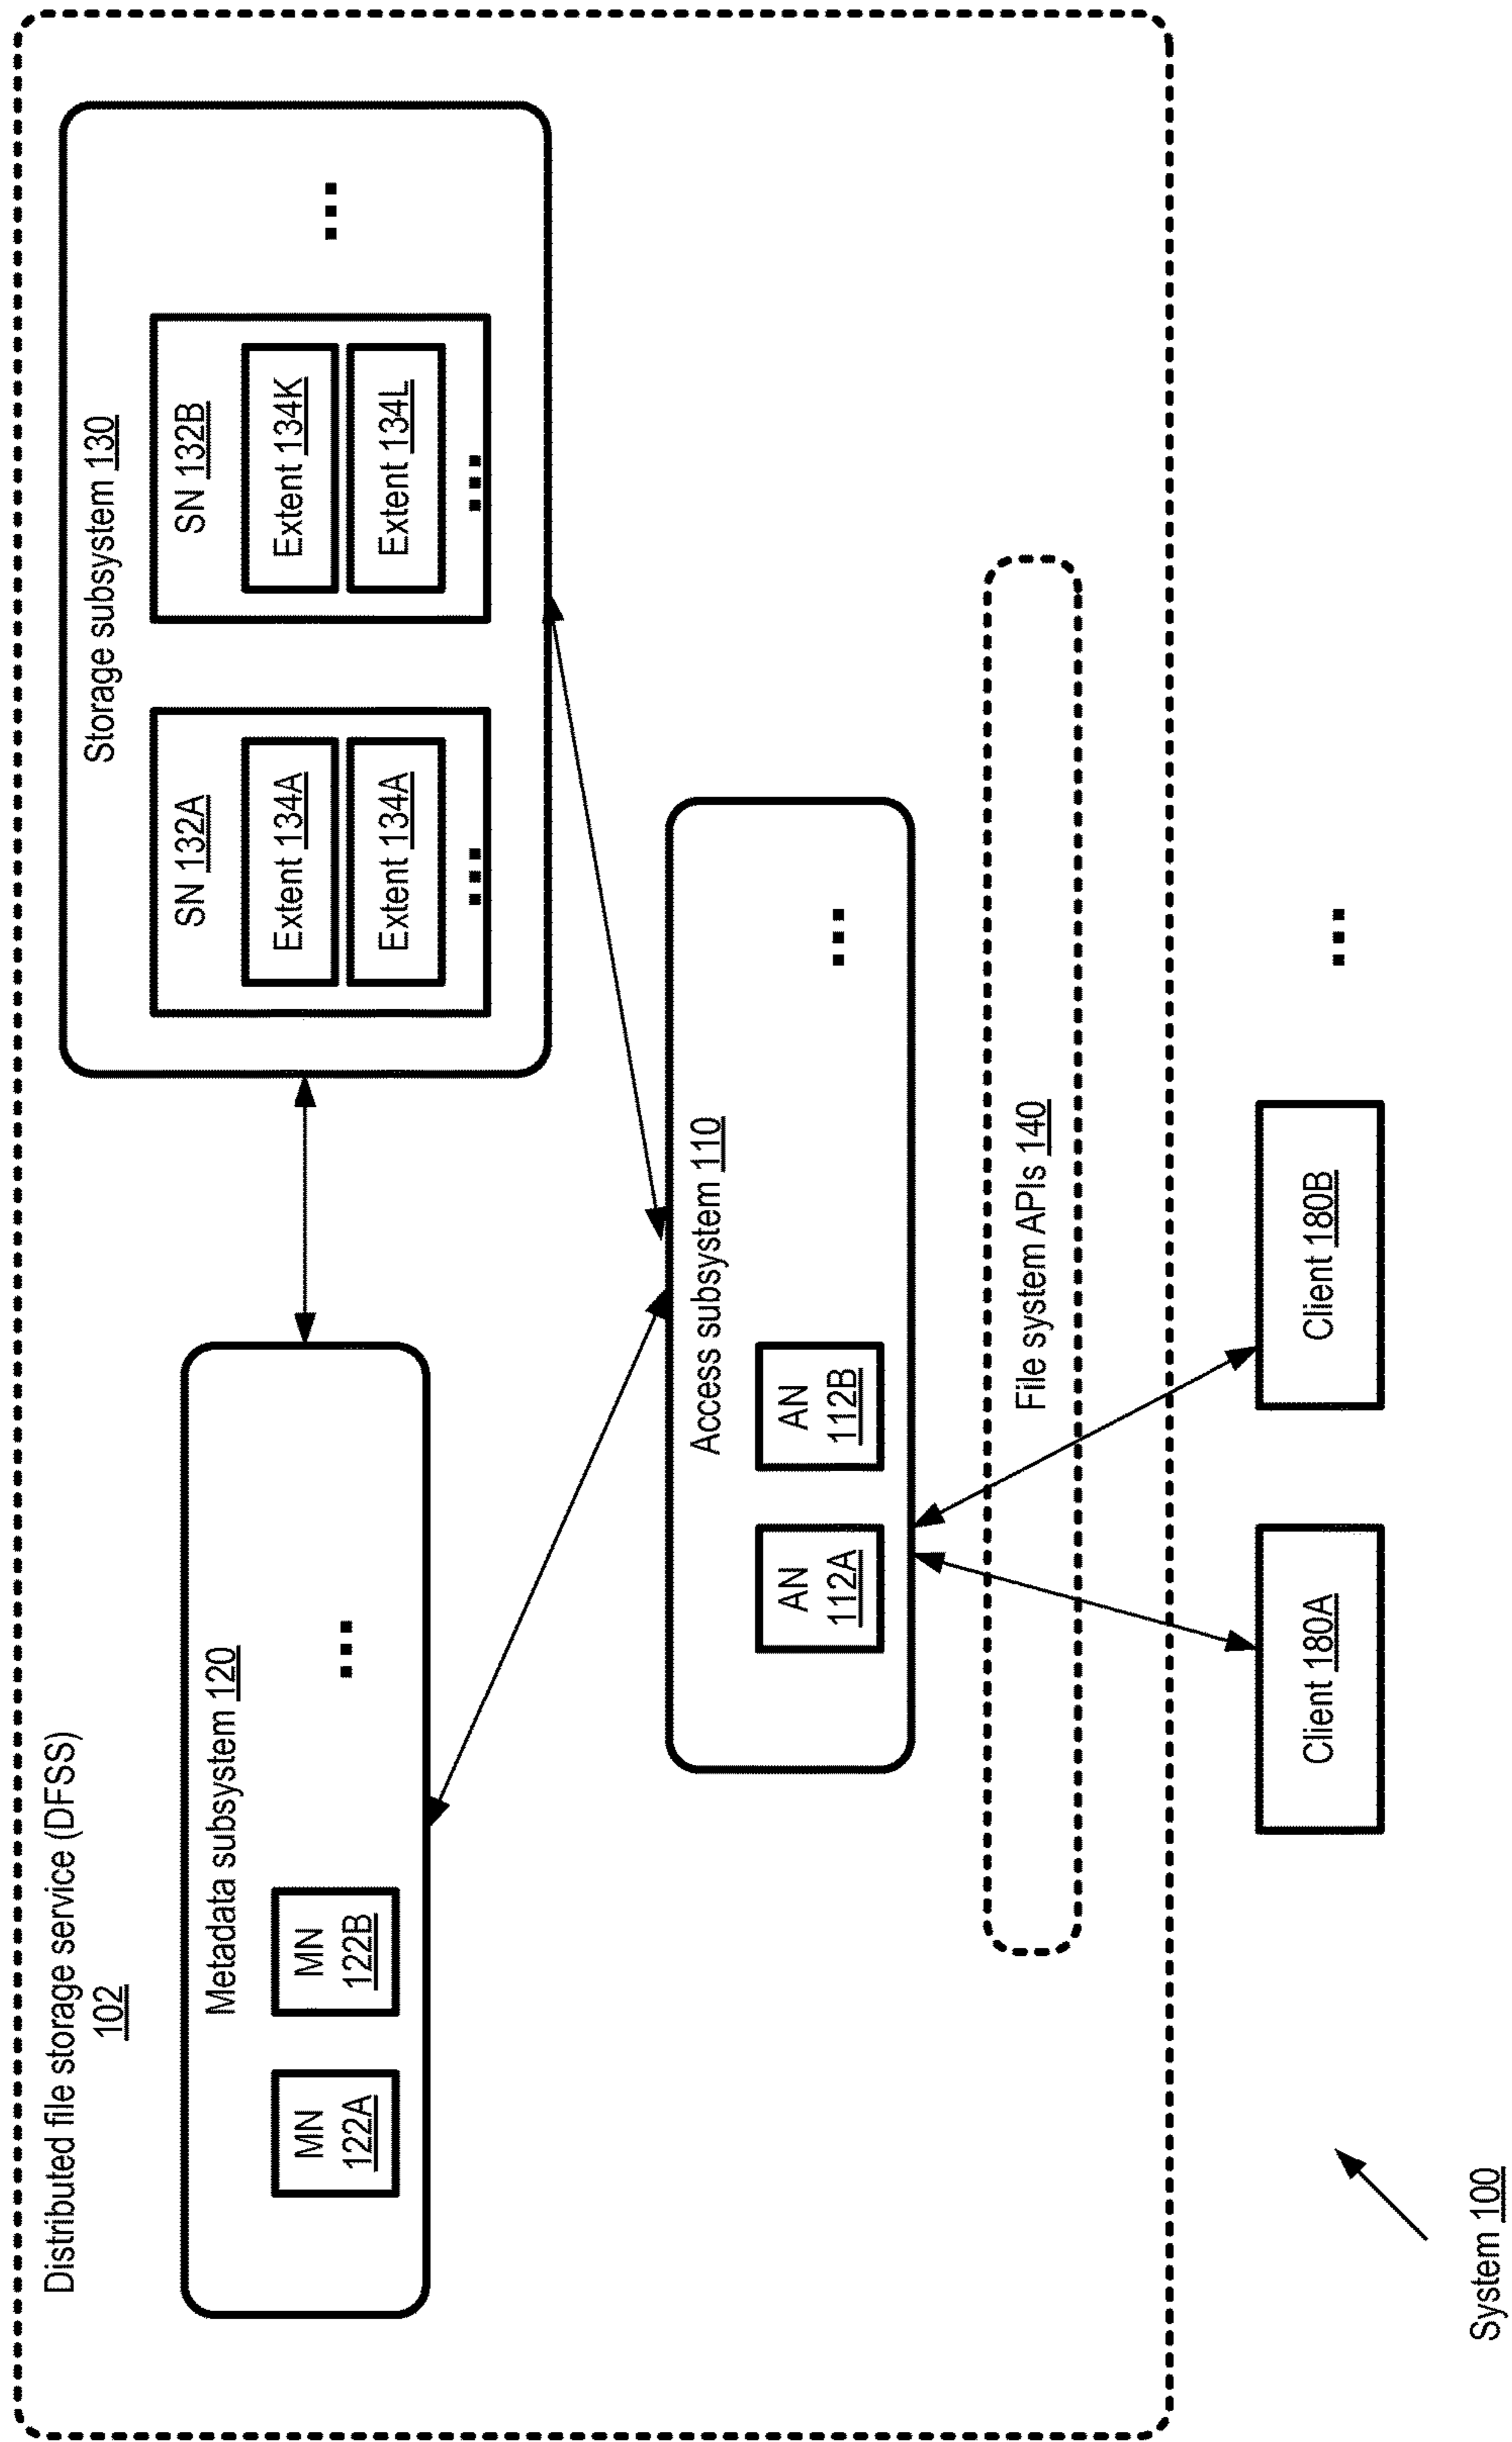 Distributed file storage service (DFSS)
102
Metadata subsystem 120
MN
122A
MN
122B
...
Storage subsystem 130
SN 132A
Extent 134A
Extent 134A
...
SN 132B
Extent 134K
Extent 134L
...
...
Access subsystem 110
AN
112A
AN
112B
...
File system APIs 140
Client 180A
Client 180B
...
System 100